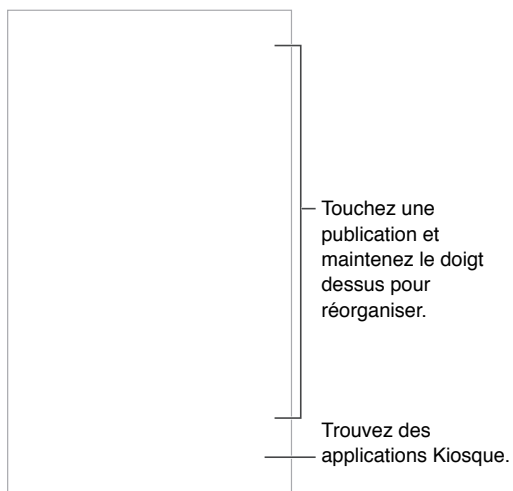 Touchez une
publication et
maintenez le doigt
dessus pour
réorganiser.
Trouvez des
applications Kiosque.